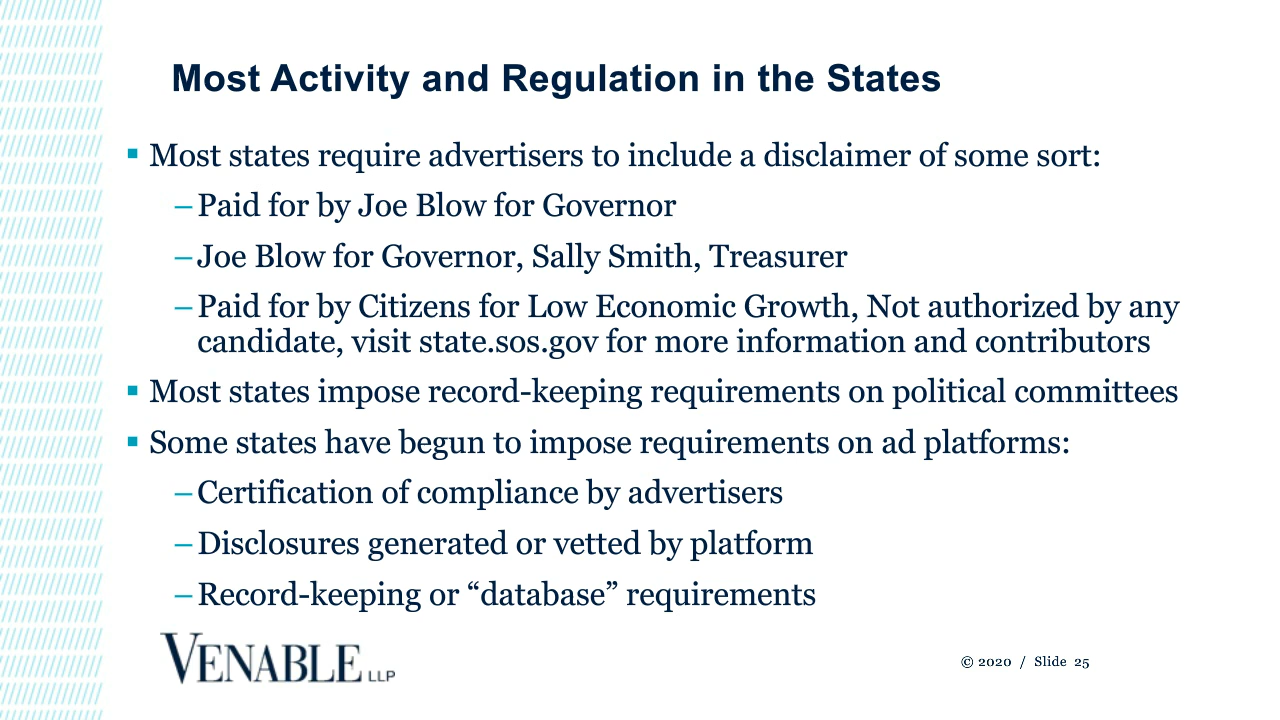 Most Activity and Regulation in the States
▪ Most states require advertisers to include a disclaimer of some sort:
– Paid for by Joe Blow for Governor
– Joe Blow for Governor, Sally Smith, Treasurer
– Paid for by Citizens for Low Economic Growth, Not authorized by any
candidate, visit state.sos.gov for more information and contributors
▪ Most states impose record-keeping requirements on political committees
▪ Some states have begun to impose requirements on ad platforms:
– Certification of compliance by advertisers
– Disclosures generated or vetted by platform
– Record-keeping or “database” requirements
VENABLE LLP
© 2020 / Slide 25